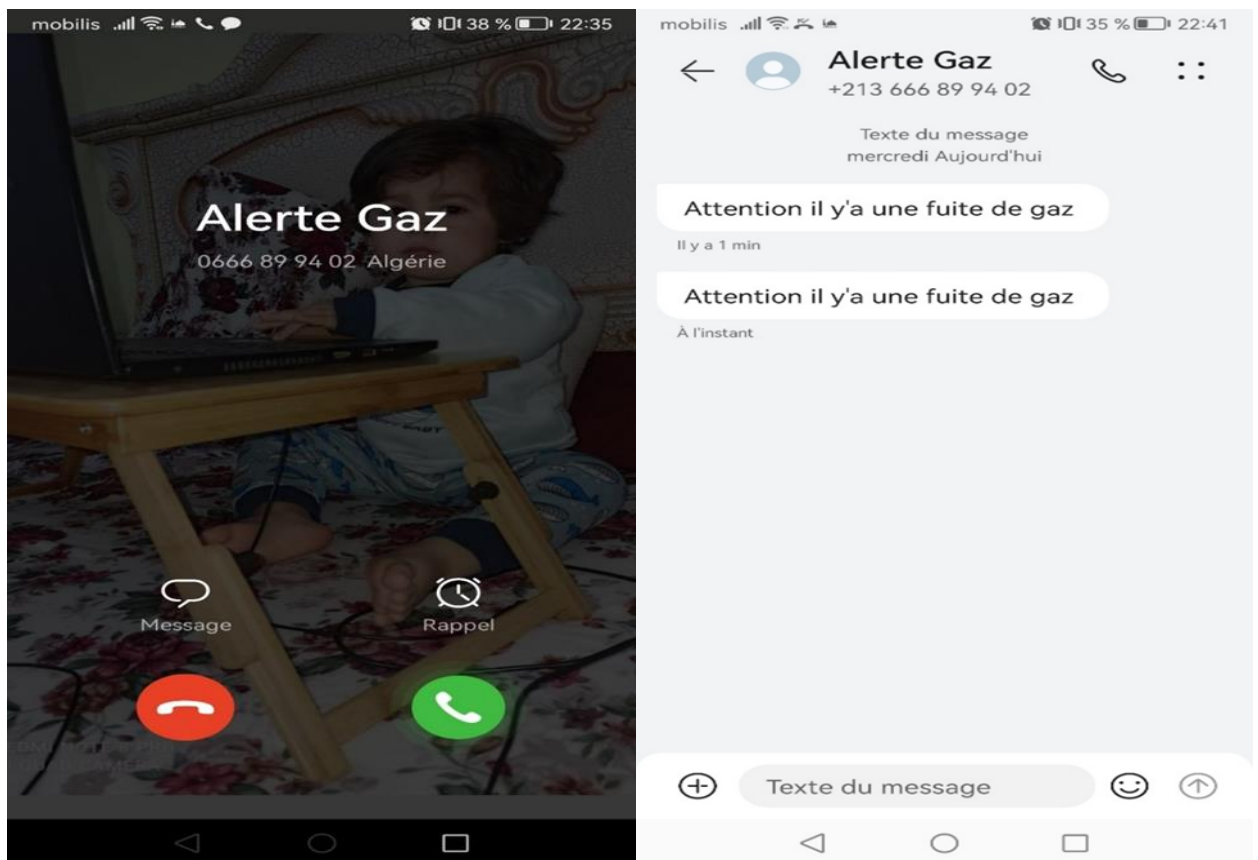 mobilis 38 % 22:35
Alerte Gaz
0666 89 94 02 Algérie
Message Rappel
mobilis 35 % 22:41
Alerte Gaz
+213 666 89 94 02
Texte du message
mercredi Aujourd'hui
Attention il y'a une fuite de gaz
Il y a 1 min
Attention il y'a une fuite de gaz
À l'instant
Texte du message